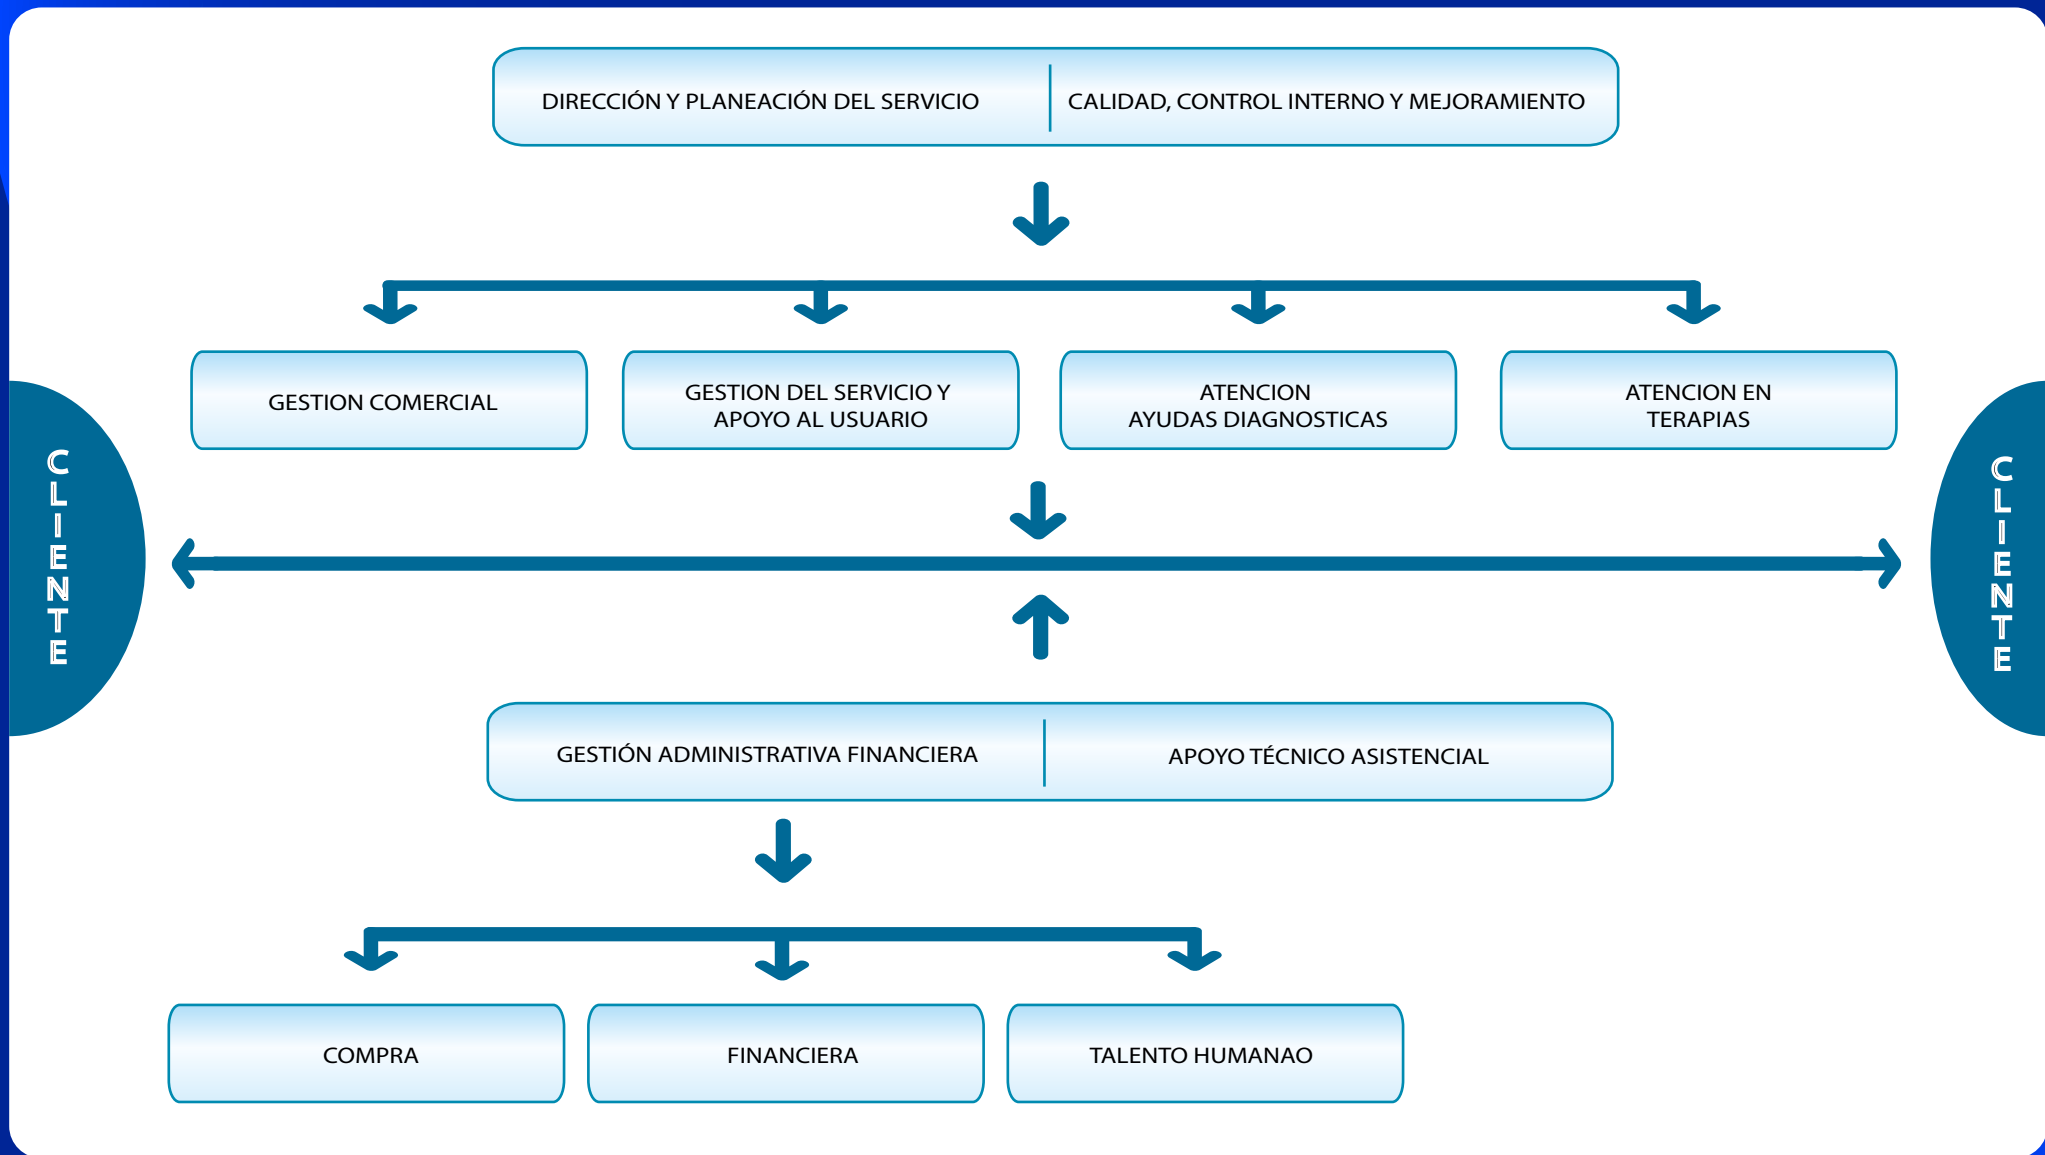 DIRECCIÓN Y PLANEACIÓN DEL SERVICIO
CALIDAD, CONTROL INTERNO Y MEJORAMIENTO
GESTION COMERCIAL
GESTION DEL SERVICIO Y
APOYO AL USUARIO
ATENCION
AYUDAS DIAGNOSTICAS
ATENCION EN
TERAPIAS
CLIENTE
CLIENTE
GESTIÓN ADMINISTRATIVA FINANCIERA
APOYO TÉCNICO ASISTENCIAL
COMPRA
FINANCIERA
TALENTO HUMANAO